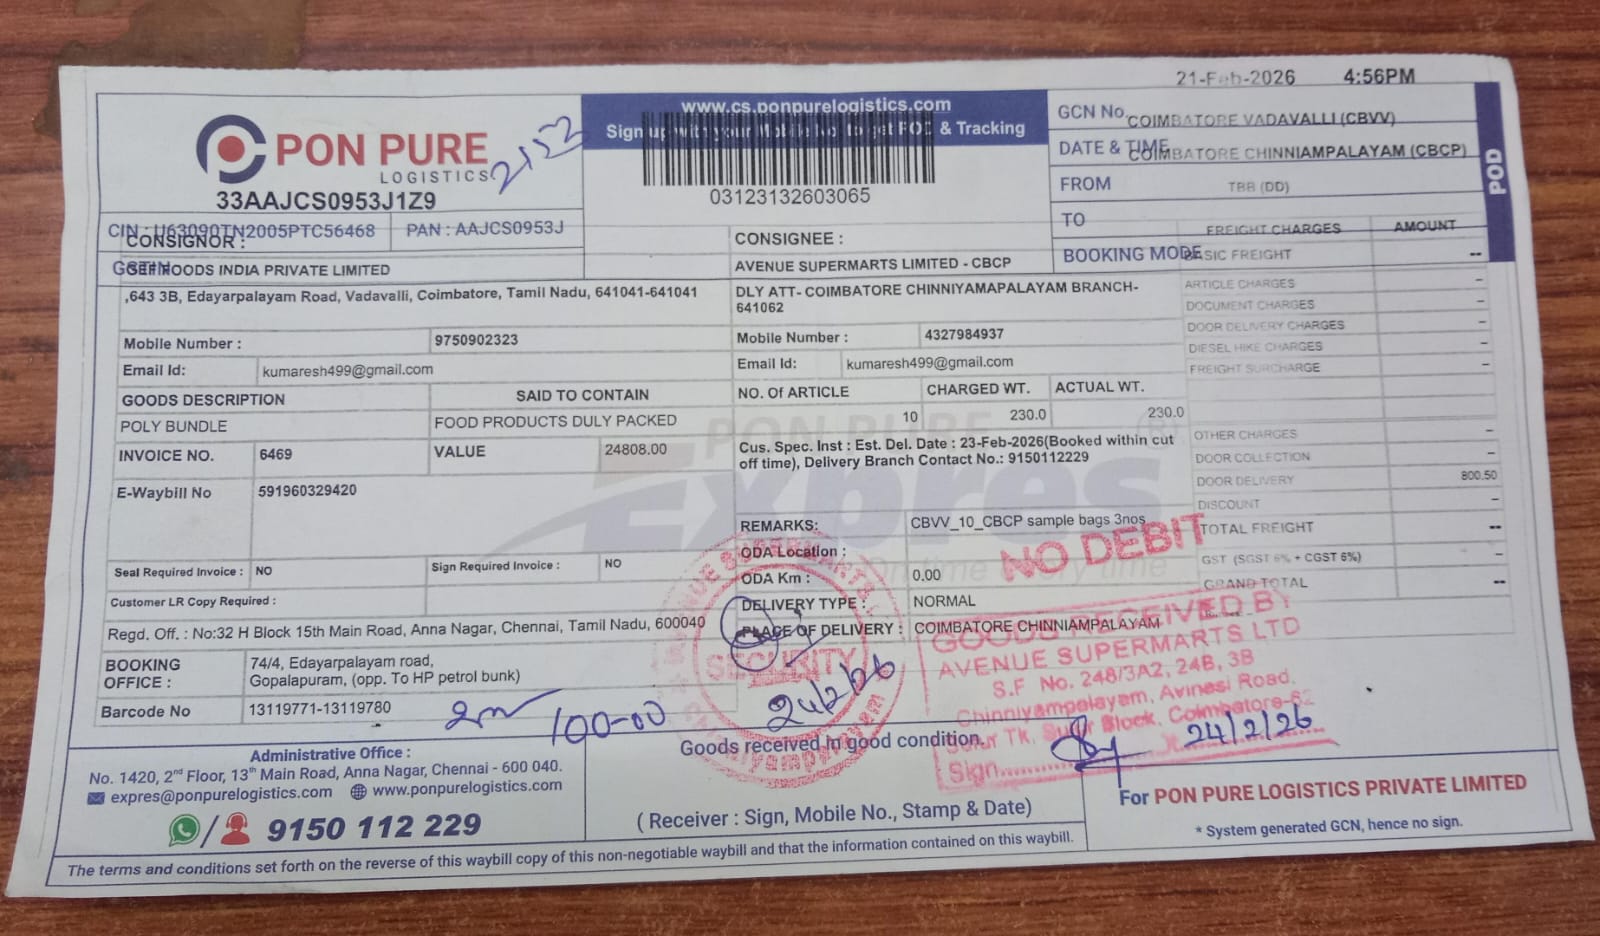 21-Feb-2026 4:56PM
PON PURE
LOGISTICS
2152
33AAJCS0953J1Z9
CIN : U63090TN2005PTC56468 PAN : AAJCS0953J
GSTIN
www.cs.ponpurelogistics.com
Sign up with your Mobile No. to get POD & Tracking
03123132603065
GCN No.
COIMBATORE VADAVALLI (CBVV)
DATE & TIME
COIMBATORE CHINNIAMPALAYAM (CBCP)
FROM
TBB (DD)
TO
BOOKING MODE
POD
CONSIGNOR :
FOODS INDIA PRIVATE LIMITED
,643 3B, Edayarpalayam Road, Vadavalli, Coimbatore, Tamil Nadu, 641041-641041
Mobile Number : 9750902323
Email Id: kumaresh499@gmail.com
CONSIGNEE :
AVENUE SUPERMARTS LIMITED - CBCP
DLY ATT- COIMBATORE CHINNIYAMAPALAYAM BRANCH-
641062
Mobile Number : 4327984937
Email Id: kumaresh499@gmail.com
GOODS DESCRIPTION SAID TO CONTAIN
POLY BUNDLE FOOD PRODUCTS DULY PACKED
NO. Of ARTICLE CHARGED WT. ACTUAL WT.
10 230.0 230.0
INVOICE NO. 6469 VALUE 24808.00
E-Waybill No 591960329420
Cus. Spec. Inst : Est. Del. Date : 23-Feb-2026(Booked within cut
off time), Delivery Branch Contact No.: 9150112229
PON PURE
Expres
On time every time
REMARKS: CBVV_10_CBCP sample bags 3nos
ODA Location :
ODA Km : 0.00
DELIVERY TYPE : NORMAL
PLACE OF DELIVERY : COIMBATORE CHINNIAMPALAYAM
Seal Required Invoice : NO Sign Required Invoice : NO
Customer LR Copy Required :
Regd. Off. : No:32 H Block 15th Main Road, Anna Nagar, Chennai, Tamil Nadu, 600040
BOOKING
OFFICE :
74/4, Edayarpalayam road,
Gopalapuram, (opp. To HP petrol bunk)
Barcode No 13119771-13119780
FREIGHT CHARGES AMOUNT
BASIC FREIGHT --
ARTICLE CHARGES –
DOCUMENT CHARGES –
DOOR DELIVERY CHARGES –
DIESEL HIKE CHARGES –
FREIGHT SURCHARGE –
OTHER CHARGES –
DOOR COLLECTION –
DOOR DELIVERY 800.50
DISCOUNT –
TOTAL FREIGHT --
GST (SGST 6% + CGST 6%) –
GRAND TOTAL --
NO DEBIT
AVENUE SUPERMARTS
SECURITY
Chinniyampalayam
24/2/26
GOODS RECEIVED BY
AVENUE SUPERMARTS LTD
S.F No. 248/3A2, 24B, 3B
Chinniyampalayam, Avinasi Road,
Sulur TK. Sulur Block, Coimbatore-62
Sign..........
24/2/26
100-00
Administrative Office :
No. 1420, 2nd Floor, 13th Main Road, Anna Nagar, Chennai - 600 040.
expres@ponpurelogistics.com www.ponpurelogistics.com
9150 112 229
Goods received in good condition.
( Receiver : Sign, Mobile No., Stamp & Date)
For PON PURE LOGISTICS PRIVATE LIMITED
* System generated GCN, hence no sign.
The terms and conditions set forth on the reverse of this waybill copy of this non-negotiable waybill and that the information contained on this waybill.